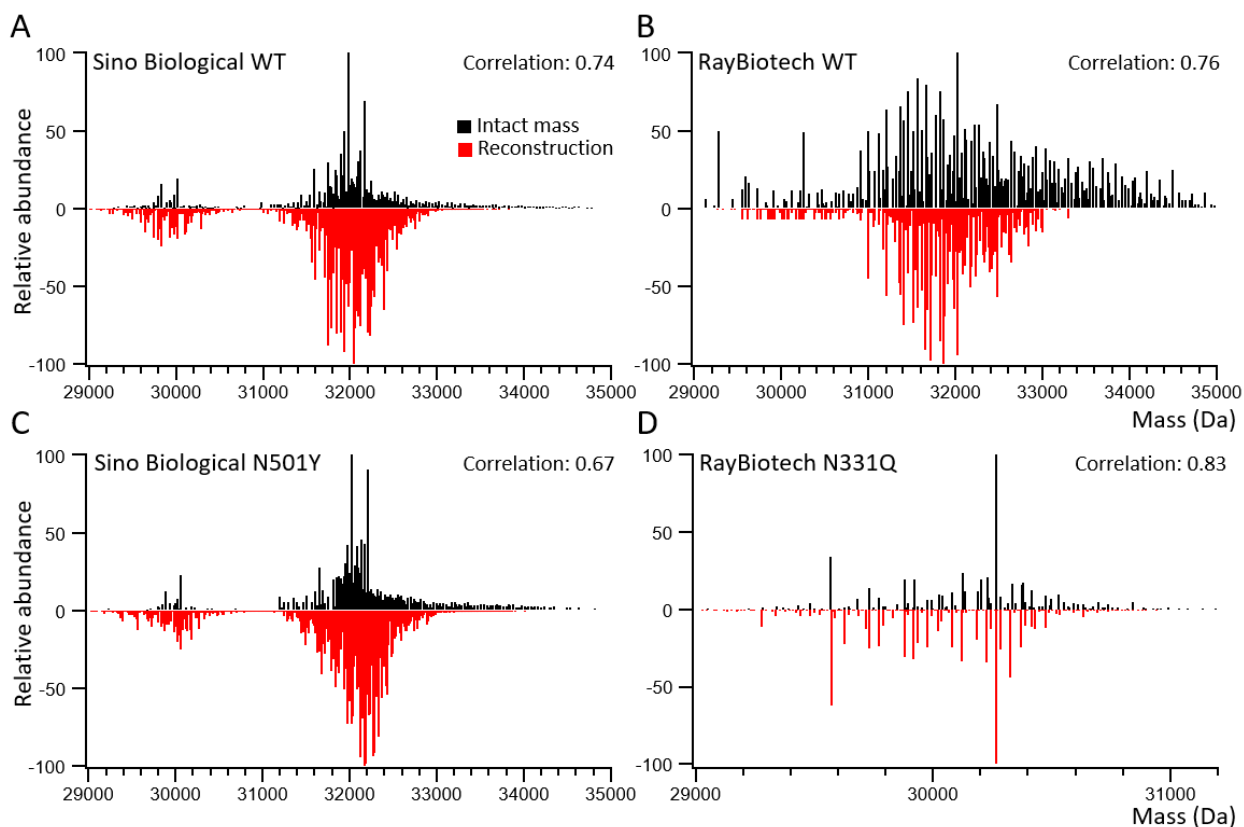 A
Sino Biological WT
Correlation: 0.74
Intact mass
Reconstruction
Relative abundance
100
50
0
-50
-100
29000 30000 31000 32000 33000 34000 35000
B
RayBiotech WT
Correlation: 0.76
100
50
0
-50
-100
29000 30000 31000 32000 33000 34000 35000
Mass (Da)
C
Sino Biological N501Y
Correlation: 0.67
Relative abundance
100
50
0
-50
-100
29000 30000 31000 32000 33000 34000 35000
D
RayBiotech N331Q
Correlation: 0.83
100
50
0
-50
-100
29000 30000 31000
Mass (Da)